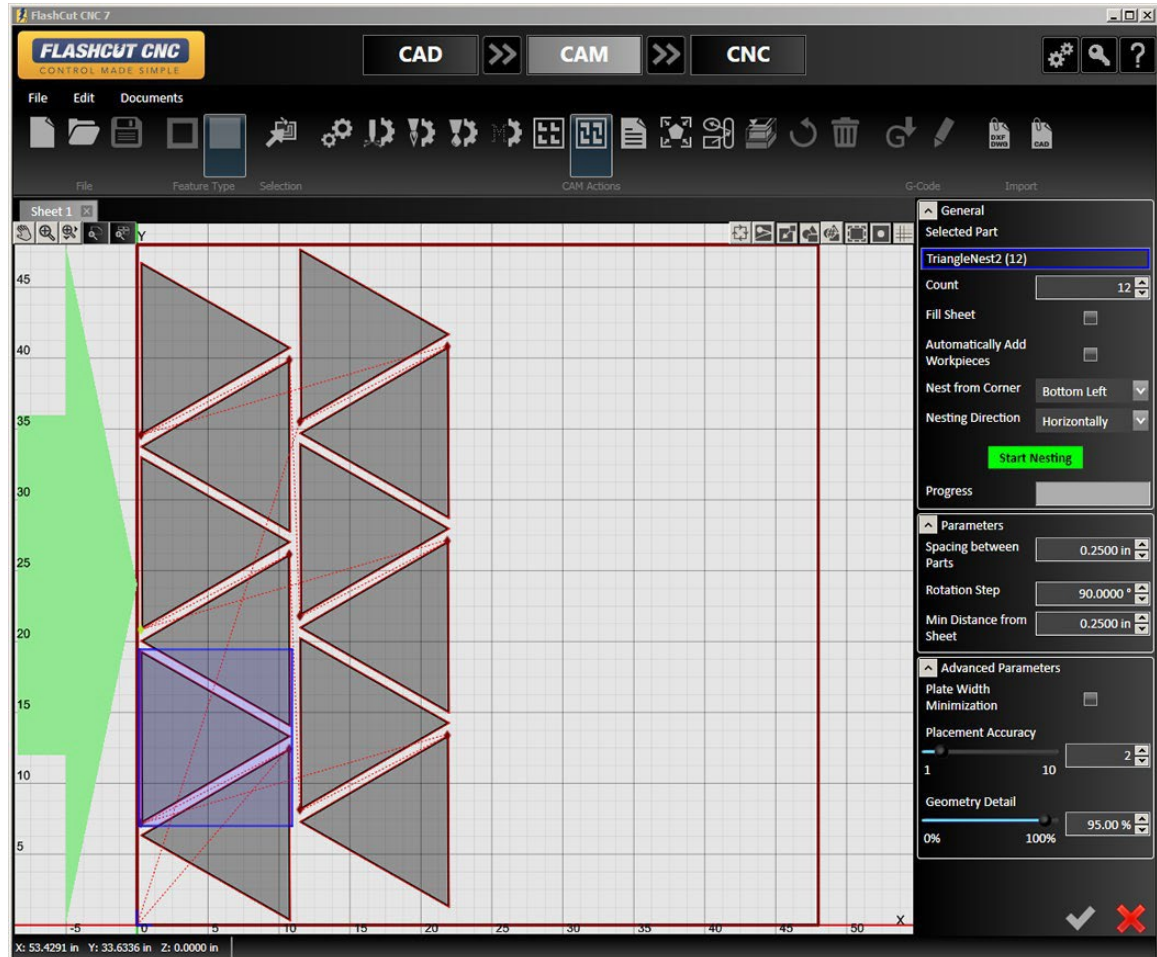 FlashCut CNC 7
FLASHCUT CNC
CONTROL MADE SIMPLE
CAD >> CAM >> CNC
?
File Edit Documents
DXF DWG
CAD
File Feature Type Selection CAM Actions G-Code Import
Sheet 1
Y
45
40
35
30
25
20
15
10
5
X
-5 0 5 10 15 20 25 30 35 40 45 50
General
Selected Part
TriangleNest2 (12)
Count 12
Fill Sheet
Automatically Add
Workpieces
Nest from Corner Bottom Left
Nesting Direction Horizontally
Start Nesting
Progress
Parameters
Spacing between
Parts 0.2500 in
Rotation Step 90.0000 °
Min Distance from
Sheet 0.2500 in
Advanced Parameters
Plate Width
Minimization
Placement Accuracy
2
1 10
Geometry Detail
95.00 %
0% 100%
X: 53.4291 in Y: 33.6336 in Z: 0.0000 in